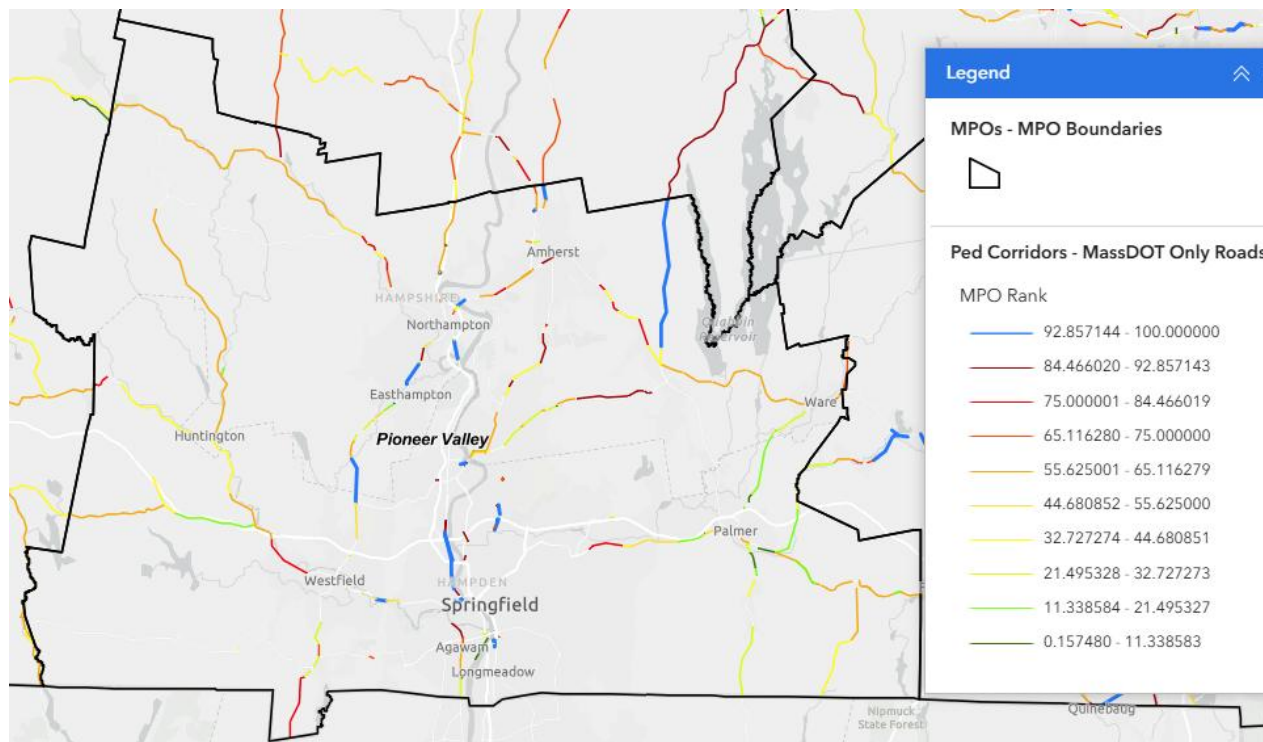 Amherst
HAMPSHIRE
Northampton
Quabbin
Reservoir
Easthampton
Ware
Huntington
Pioneer Valley
Palmer
Westfield
HAMPDEN
Springfield
Agawam
Longmeadow
Nipmuck
State Forest
Quinebaug
Legend
MPOs - MPO Boundaries
Ped Corridors - MassDOT Only Roads
MPO Rank
92.857144 - 100.000000
84.466020 - 92.857143
75.000001 - 84.466019
65.116280 - 75.000000
55.625001 - 65.116279
44.680852 - 55.625000
32.727274 - 44.680851
21.495328 - 32.727273
11.338584 - 21.495327
0.157480 - 11.338583